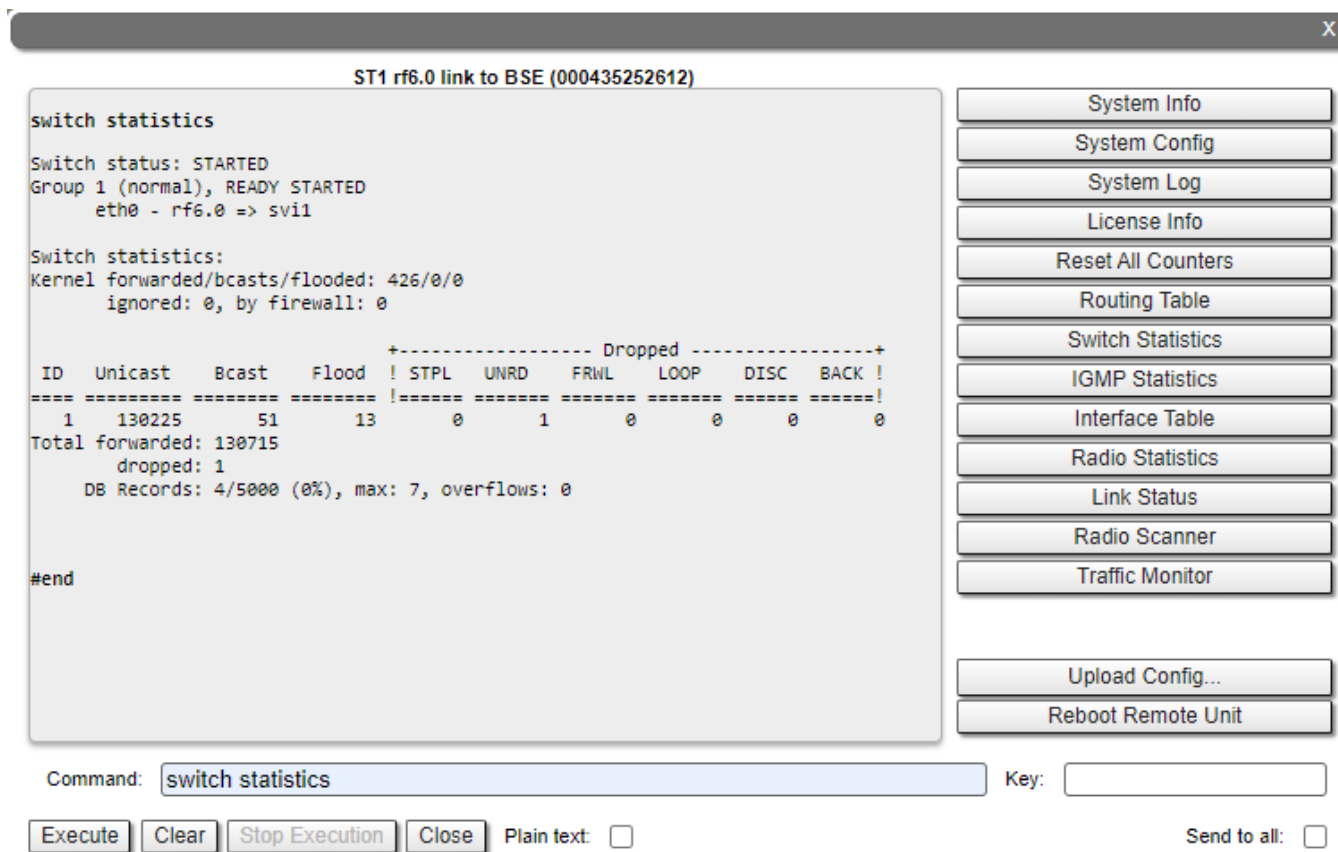 X
ST1 rf6.0 link to BSE (000435252612)
switch statistics
Switch status: STARTED
Group 1 (normal), READY STARTED
eth0 - rf6.0 => svi1
Switch statistics:
Kernel forwarded/bcasts/flooded: 426/0/0
ignored: 0, by firewall: 0
+------------------ Dropped -----------------+
ID Unicast Bcast Flood ! STPL UNRD FRWL LOOP DISC BACK !
==== ========= ======== ======== !====== ======= ======= ======= ====== ======!
1 130225 51 13 0 1 0 0 0 0
Total forwarded: 130715
dropped: 1
DB Records: 4/5000 (0%), max: 7, overflows: 0
#end
System Info
System Config
System Log
License Info
Reset All Counters
Routing Table
Switch Statistics
IGMP Statistics
Interface Table
Radio Statistics
Link Status
Radio Scanner
Traffic Monitor
Upload Config...
Reboot Remote Unit
Command: switch statistics Key:
Execute Clear Stop Execution Close Plain text: Send to all: